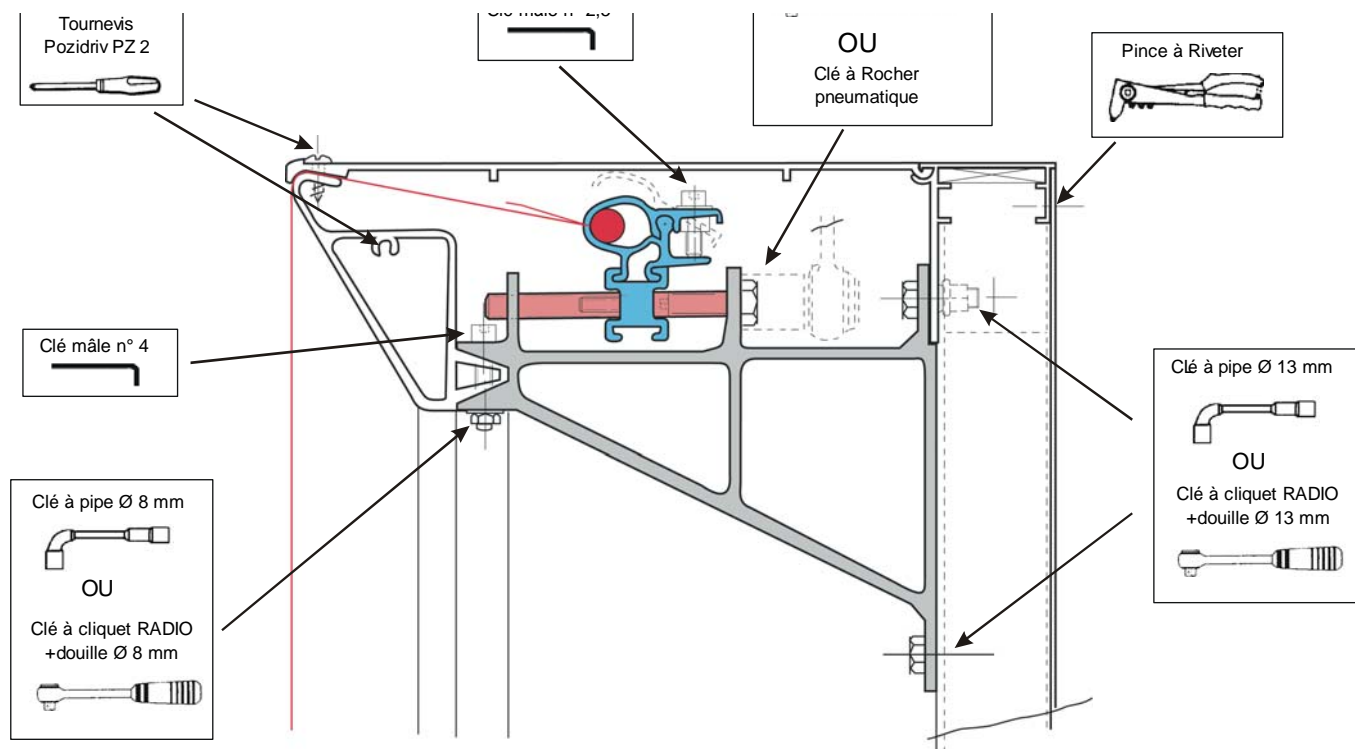 Tournevis
Pozidriv PZ 2
OU
Clé à Rocher
pneumatique
Pince à Riveter
Clé mâle n° 4
Clé à pipe Ø 8 mm
OU
Clé à cliquet RADIO
+douille Ø 8 mm
Clé à pipe Ø 13 mm
OU
Clé à cliquet RADIO
+douille Ø 13 mm